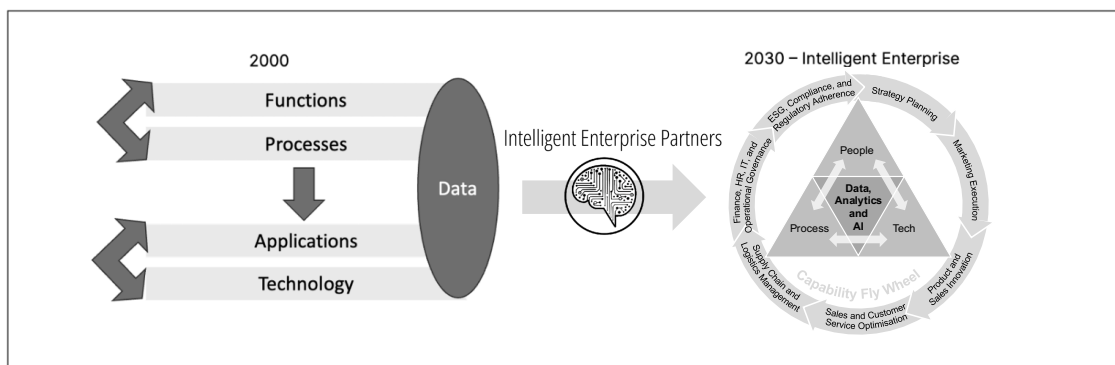 2000
Functions
Processes
Applications
Technology
Data
Intelligent Enterprise Partners
2030 – Intelligent Enterprise
ESG, Compliance, and
Regulatory Adherence
Strategy Planning
Marketing Execution
Product and
Sales Innovation
Sales and Customer
Service Optimisation
Supply Chain and
Logistics Management
Finance, HR, IT, and
Operational Governance
People
Data,
Analytics
and
AI
Process
Tech
Capability Fly Wheel